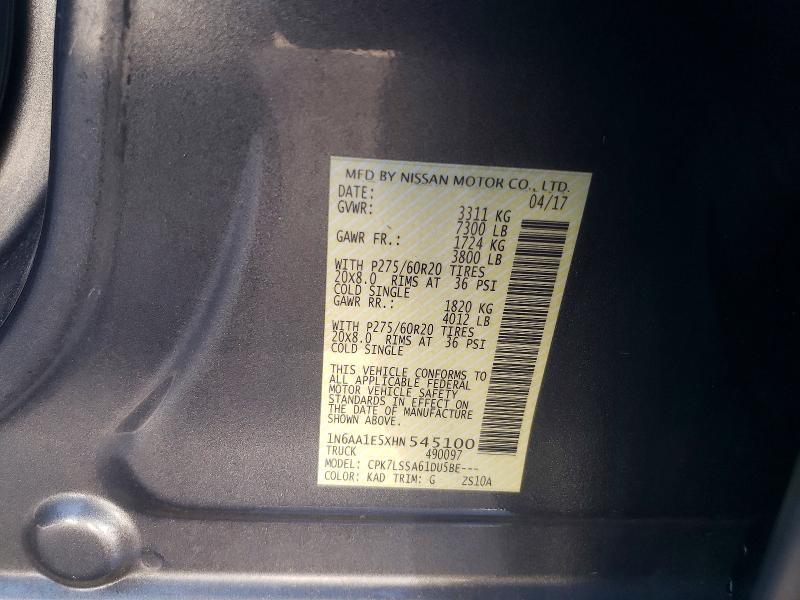 MFD BY NISSAN MOTOR CO., LTD.
DATE: 04/17
GVWR: 3311 KG
7300 LB
GAWR FR.: 1724 KG
3800 LB
WITH P275/60R20 TIRES
20X8.0 RIMS AT 36 PSI
COLD SINGLE
GAWR RR.: 1820 KG
4012 LB
WITH P275/60R20 TIRES
20X8.0 RIMS AT 36 PSI
COLD SINGLE
THIS VEHICLE CONFORMS TO
ALL APPLICABLE FEDERAL
MOTOR VEHICLE SAFETY
STANDARDS IN EFFECT ON
THE DATE OF MANUFACTURE
SHOWN ABOVE.
1N6AA1E5XHN 545100
TRUCK 490097
MODEL: CPK7LSSA61DU5BE---
COLOR: KAD TRIM: G ZS10A